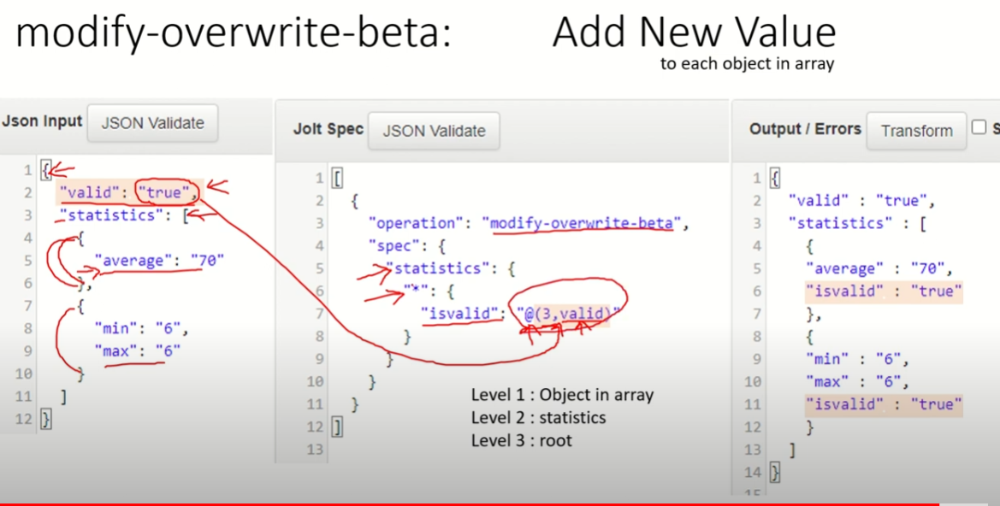 modify-overwrite-beta: Add New Value
to each object in array
Json Input JSON Validate
1 {
2 "valid": "true",
3 "statistics": [
4 {
5 "average": "70"
6 },
7 {
8 "min": "6",
9 "max": "6"
10 }
11 ]
12 }
Jolt Spec JSON Validate
1 [
2 {
3 "operation": "modify-overwrite-beta",
4 "spec": {
5 "statistics": {
6 "*": {
7 "isvalid": "@(3,valid)"
8 }
9 }
10 }
11 }
12 ]
13
Level 1 : Object in array
Level 2 : statistics
Level 3 : root
Output / Errors Transform S
1 {
2 "valid" : "true",
3 "statistics" : [
4 {
5 "average" : "70",
6 "isvalid" : "true"
7 },
8 {
9 "min" : "6",
10 "max" : "6",
11 "isvalid" : "true"
12 }
13 ]
14 }
15